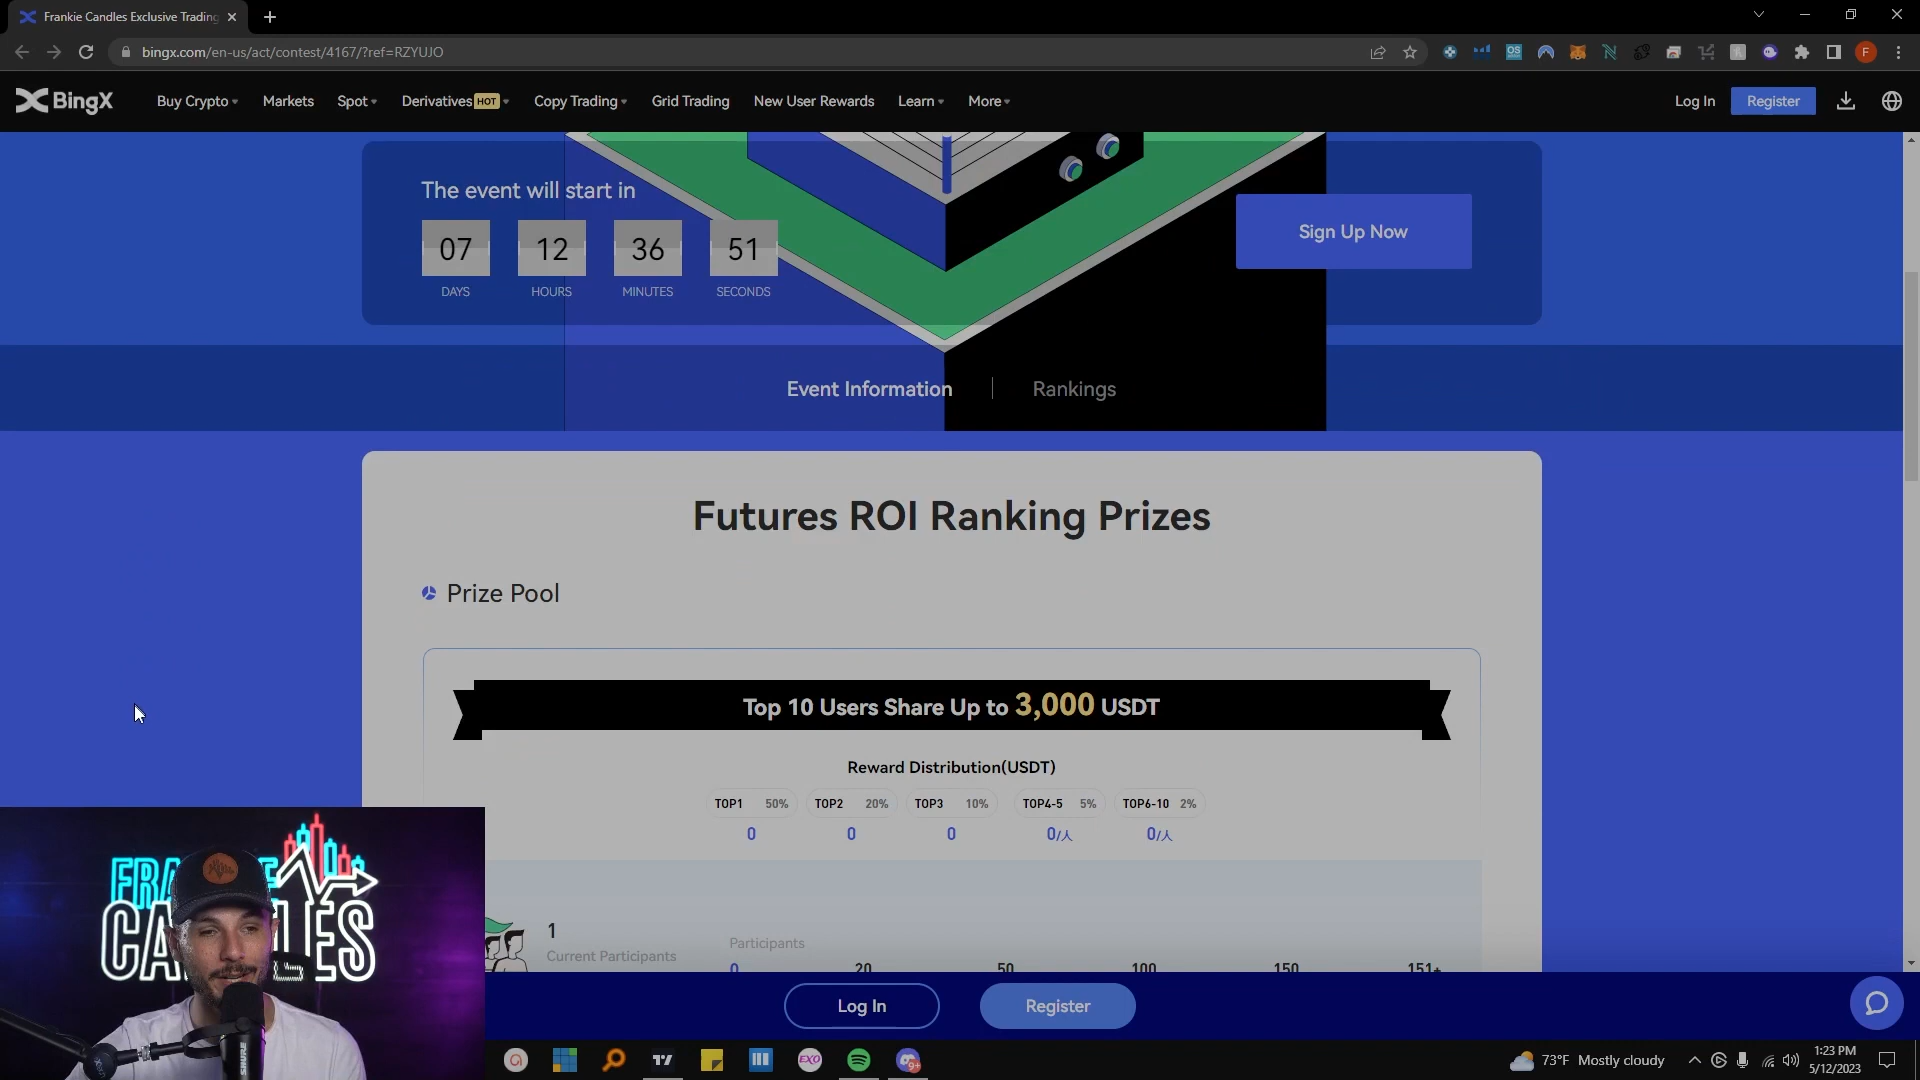 Frankie Candles Exclusive Trading
bingx.com/en-us/act/contest/4167/?ref=RZYUJO
BingX
Buy Crypto
Markets
Spot
Derivatives HOT
Copy Trading
Grid Trading
New User Rewards
Learn
More
Log In
Register
The event will start in
07 12 36 51
DAYS HOURS MINUTES SECONDS
Sign Up Now
Event Information
Rankings
Futures ROI Ranking Prizes
Prize Pool
Top 10 Users Share Up to 3,000 USDT
Reward Distribution(USDT)
TOP1 50% TOP2 20% TOP3 10% TOP4-5 5% TOP6-10 2%
0 0 0 0/人 0/人
1
Current Participants
Participants
0 20 50 100 150 151+
Log In
Register
CA
LES
SHURE
EXO
9+
73°F Mostly cloudy
1:23 PM
5/12/2023